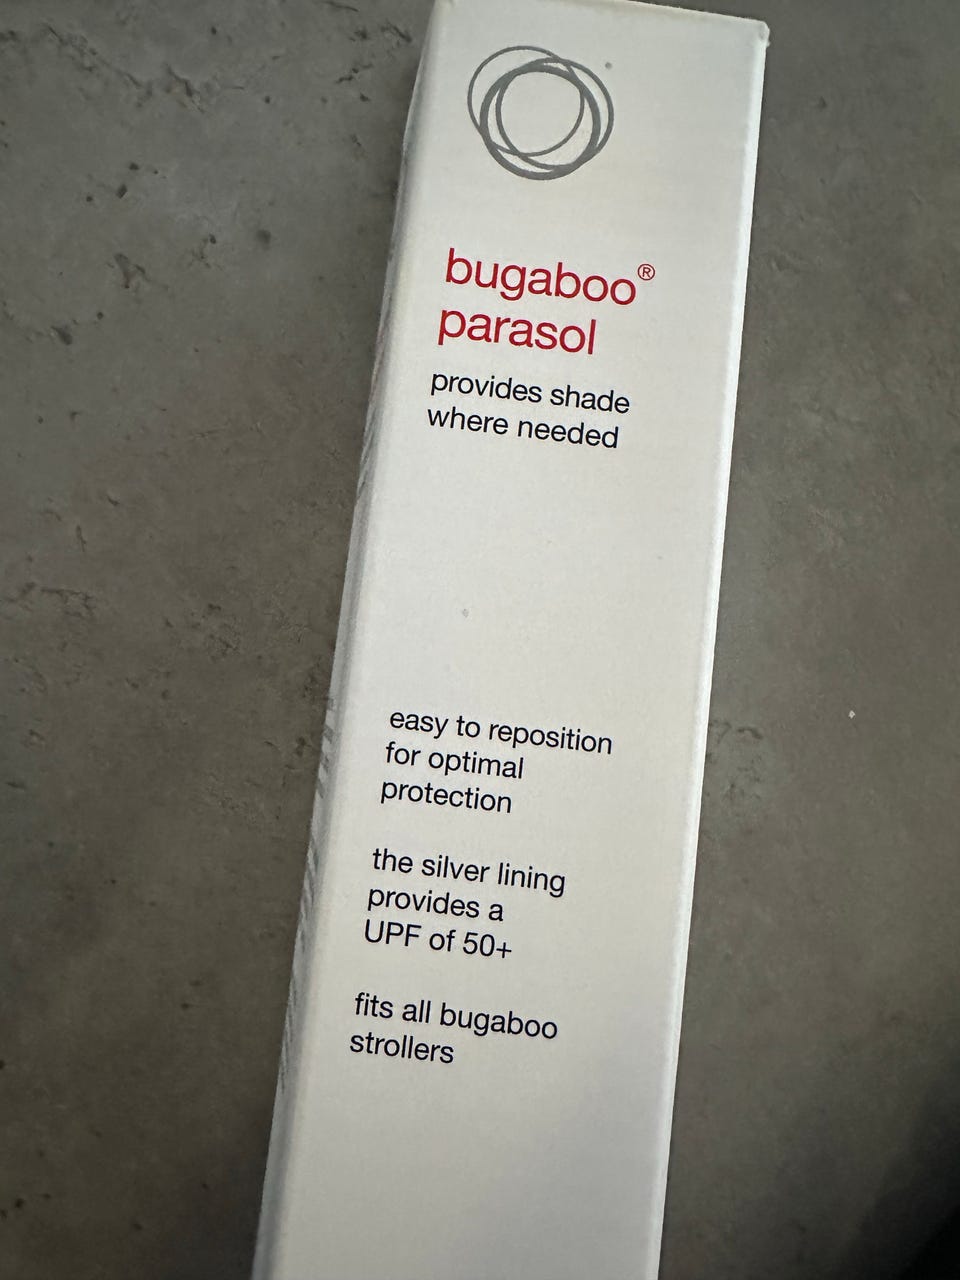 bugaboo®
parasol
provides shade
where needed
easy to reposition
for optimal
protection
the silver lining
provides a
UPF of 50+
fits all bugaboo
strollers